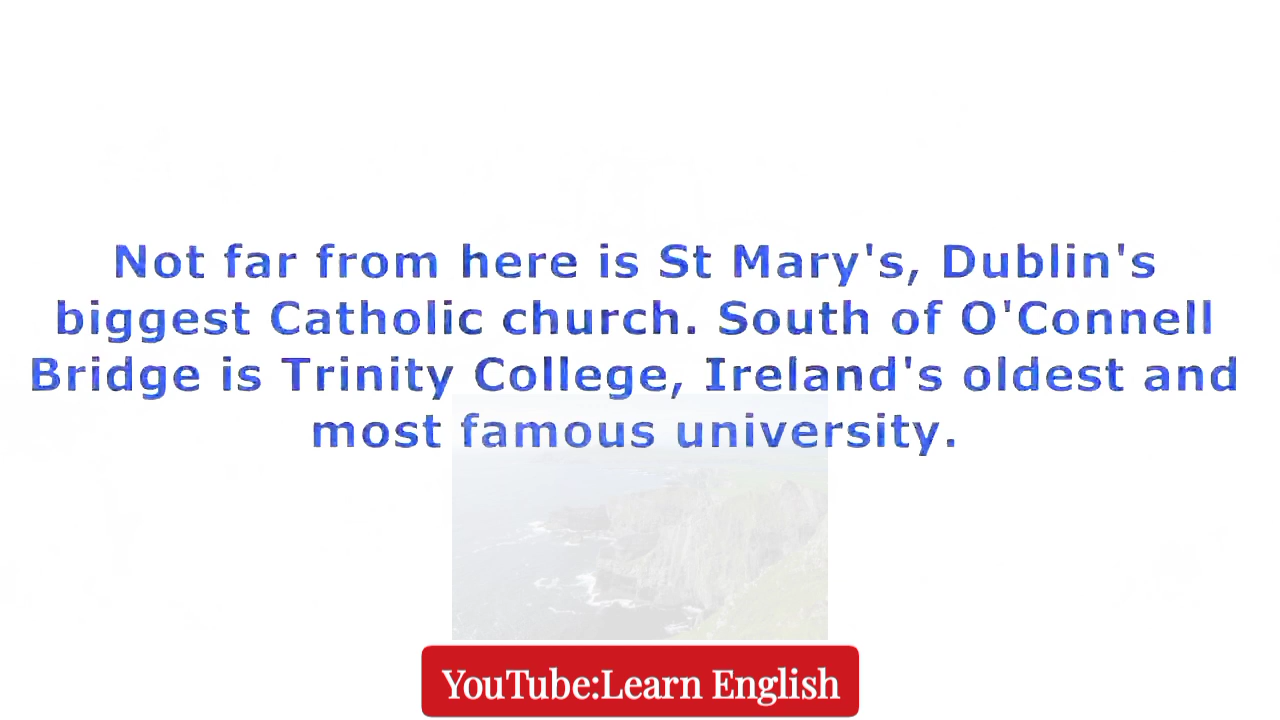 Not far from here is St Mary's, Dublin's
biggest Catholic church. South of O'Connell
Bridge is Trinity College, Ireland's oldest and
most famous university.
YouTube:Learn English